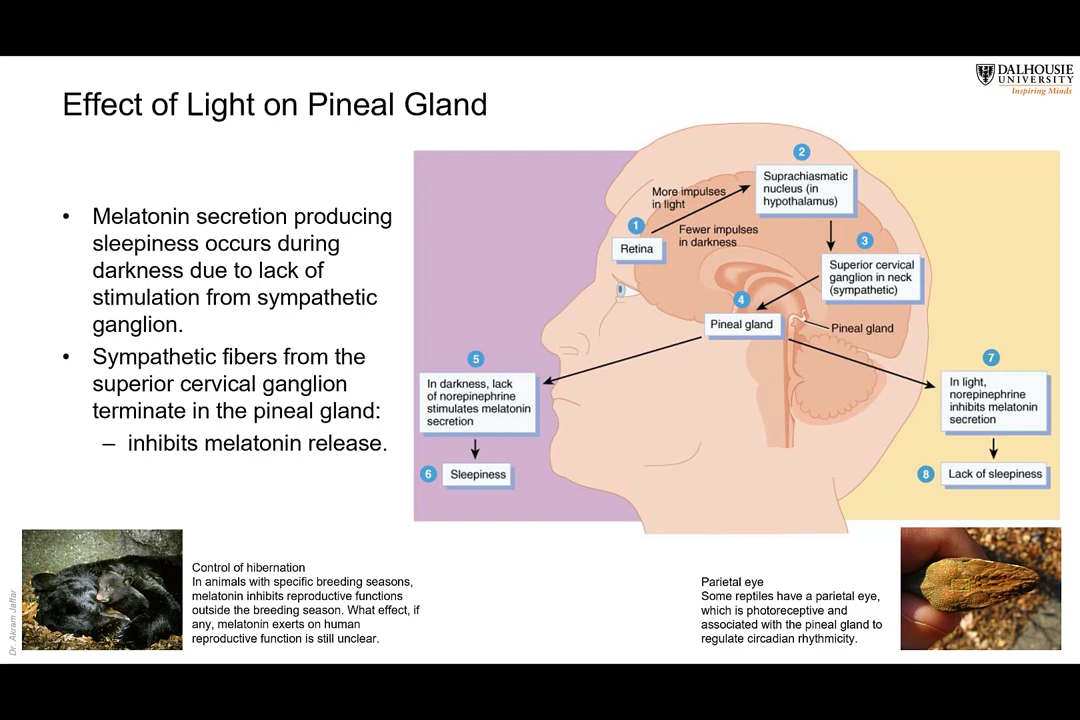 DALHOUSIE
UNIVERSITY
Inspiring Minds
Effect of Light on Pineal Gland
• Melatonin secretion producing
sleepiness occurs during
darkness due to lack of
stimulation from sympathetic
ganglion.
• Sympathetic fibers from the
superior cervical ganglion
terminate in the pineal gland:
– inhibits melatonin release.
1
Retina
More impulses
in light
Fewer impulses
in darkness
2
Suprachiasmatic
nucleus (in
hypothalamus)
3
Superior cervical
ganglion in neck
(sympathetic)
4
Pineal gland
Pineal gland
5
In darkness, lack
of norepinephrine
stimulates melatonin
secretion
6
Sleepiness
7
In light,
norepinephrine
inhibits melatonin
secretion
8
Lack of sleepiness
Control of hibernation
In animals with specific breeding seasons,
melatonin inhibits reproductive functions
outside the breeding season. What effect, if
any, melatonin exerts on human
reproductive function is still unclear.
Parietal eye
Some reptiles have a parietal eye,
which is photoreceptive and
associated with the pineal gland to
regulate circadian rhythmicity.
Dr. Akram Jaffar